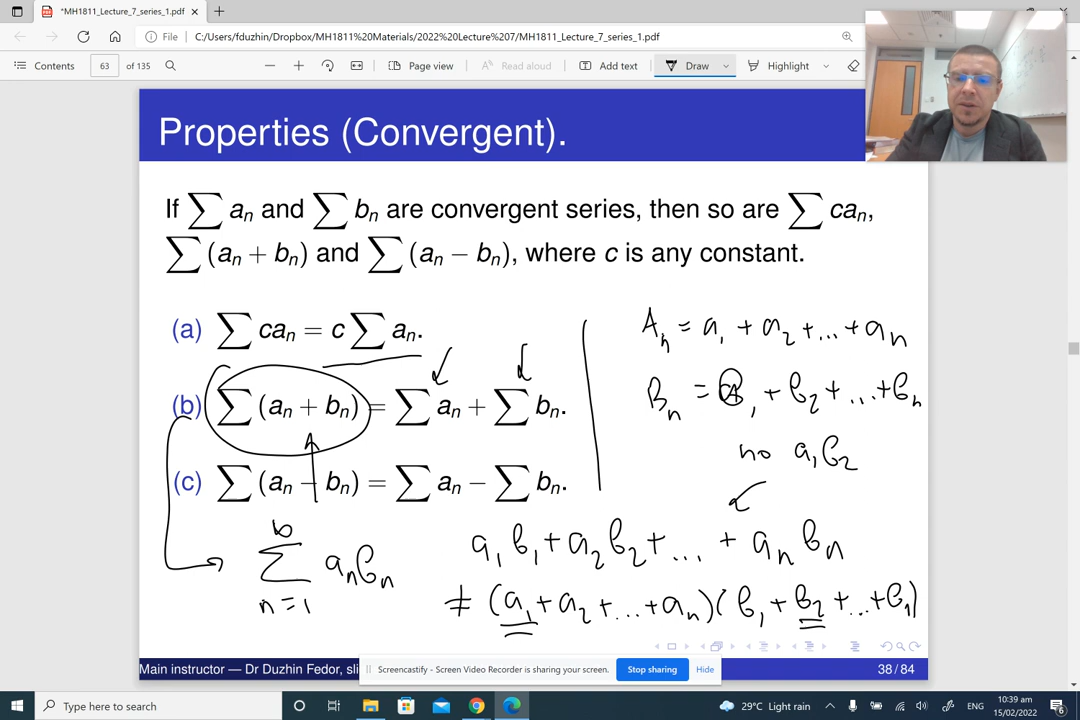 *MH1811_Lecture_7_series_1.pdf
File C:/Users/fduzhin/Dropbox/MH1811%20Materials/2022%20Lecture%207/MH1811_Lecture_7_series_1.pdf
Contents 63 of 135 Page view Read aloud Add text Draw Highlight
Properties (Convergent).
If ∑ aₙ and ∑ bₙ are convergent series, then so are ∑ caₙ,
∑ (aₙ + bₙ) and ∑ (aₙ − bₙ), where c is any constant.
(a) ∑ caₙ = c ∑ aₙ.
(b) ∑ (aₙ + bₙ) = ∑ aₙ + ∑ bₙ.
(c) ∑ (aₙ − bₙ) = ∑ aₙ − ∑ bₙ.
Aₙ = a₁ + a₂ + ... + aₙ
Bₙ = b₁ + b₂ + ... + bₙ
no a₁b₂
∑ n=1 aₙbₙ
a₁b₁ + a₂b₂ + ... + aₙbₙ
≠ (a₁ + a₂ + ... + aₙ)(b₁ + b₂ + ... + b₁)
Main instructor — Dr Duzhin Fedor, sli
38 / 84
Screencastify - Screen Video Recorder is sharing your screen. Stop sharing Hide
Type here to search
29°C Light rain ENG 10:39 am
15/02/2022
6